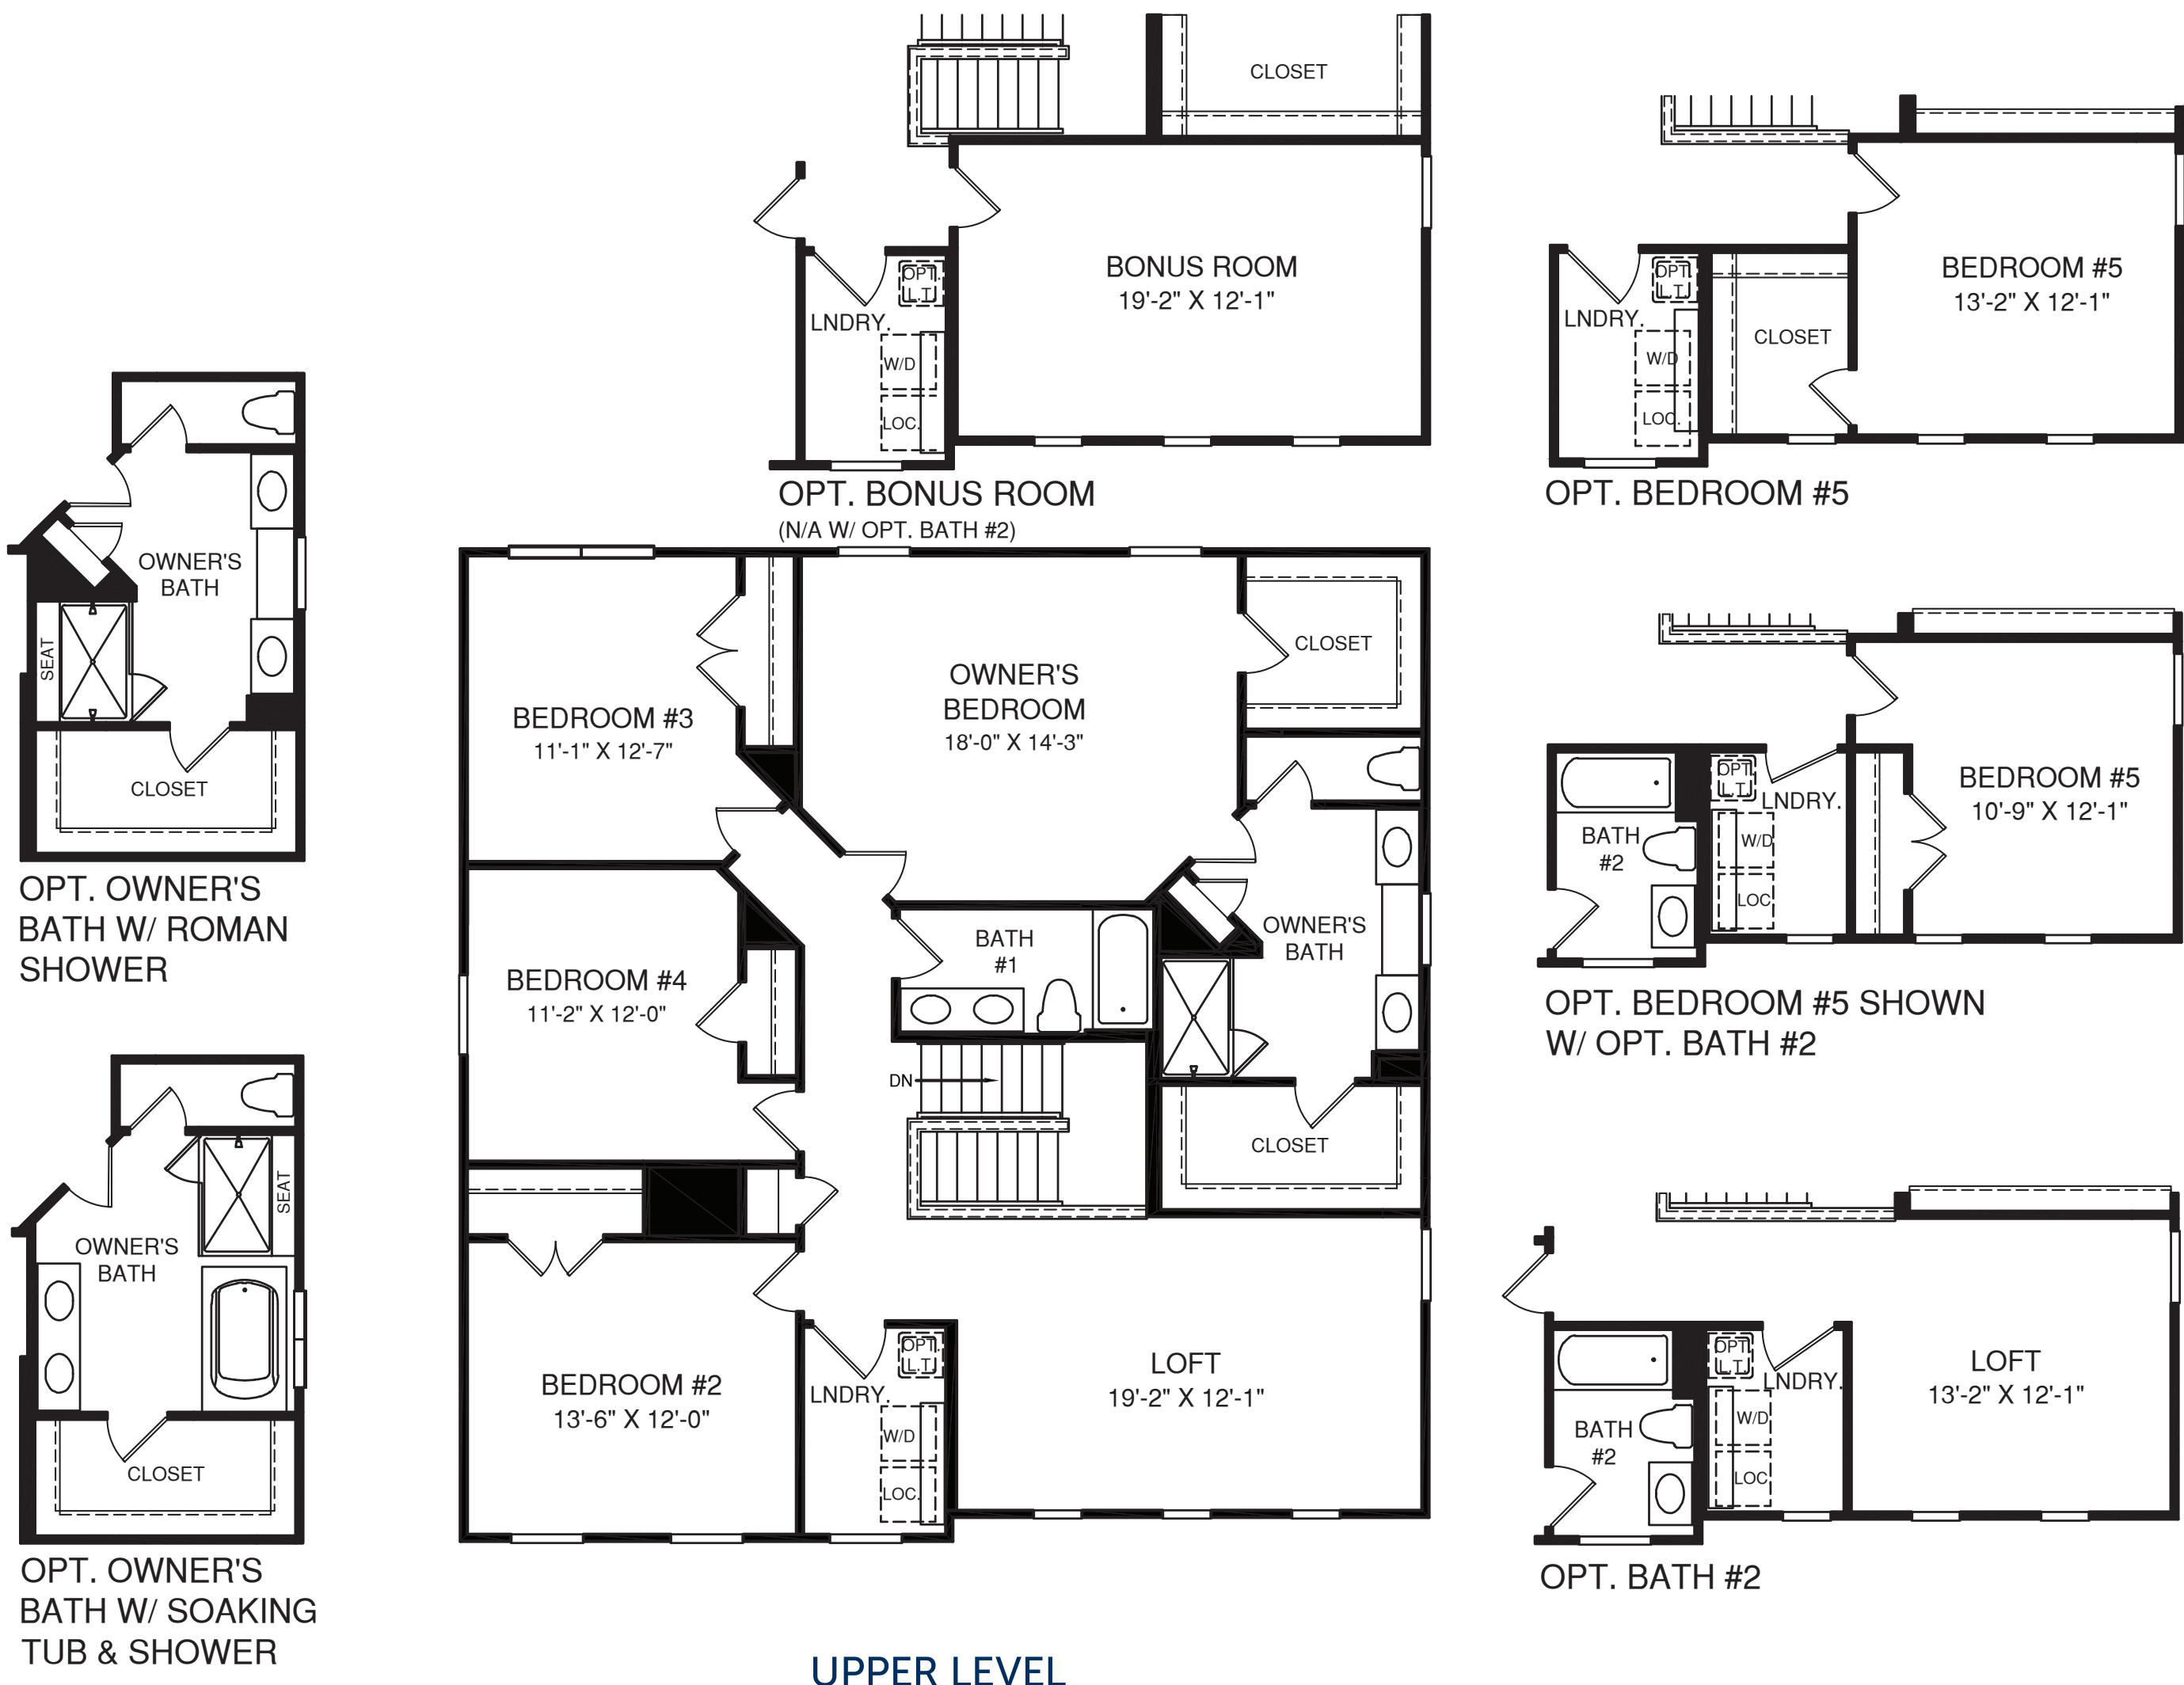 CLOSET
BONUS ROOM
19'-2" X 12'-1"
OPT.
L.T.
LNDRY.
W/D
LOC.
OPT. BONUS ROOM
(N/A W/ OPT. BATH #2)
BEDROOM #5
13'-2" X 12'-1"
OPT.
L.T.
LNDRY.
CLOSET
W/D
LOC.
OPT. BEDROOM #5
OWNER'S
BATH
SEAT
CLOSET
OPT. OWNER'S
BATH W/ ROMAN
SHOWER
BEDROOM #3
11'-1" X 12'-7"
OWNER'S
BEDROOM
18'-0" X 14'-3"
CLOSET
BATH
#1
OWNER'S
BATH
BEDROOM #4
11'-2" X 12'-0"
DN
CLOSET
BEDROOM #2
13'-6" X 12'-0"
OPT.
L.T.
LNDRY.
W/D
LOC.
LOFT
19'-2" X 12'-1"
BEDROOM #5
10'-9" X 12'-1"
OPT.
L.T.
LNDRY.
BATH
#2
W/D
LOC
OPT. BEDROOM #5 SHOWN
W/ OPT. BATH #2
SEAT
OWNER'S
BATH
CLOSET
OPT. OWNER'S
BATH W/ SOAKING
TUB & SHOWER
OPT
L.T.
LNDRY.
BATH
#2
W/D
LOC
LOFT
13'-2" X 12'-1"
OPT. BATH #2
UPPER LEVEL